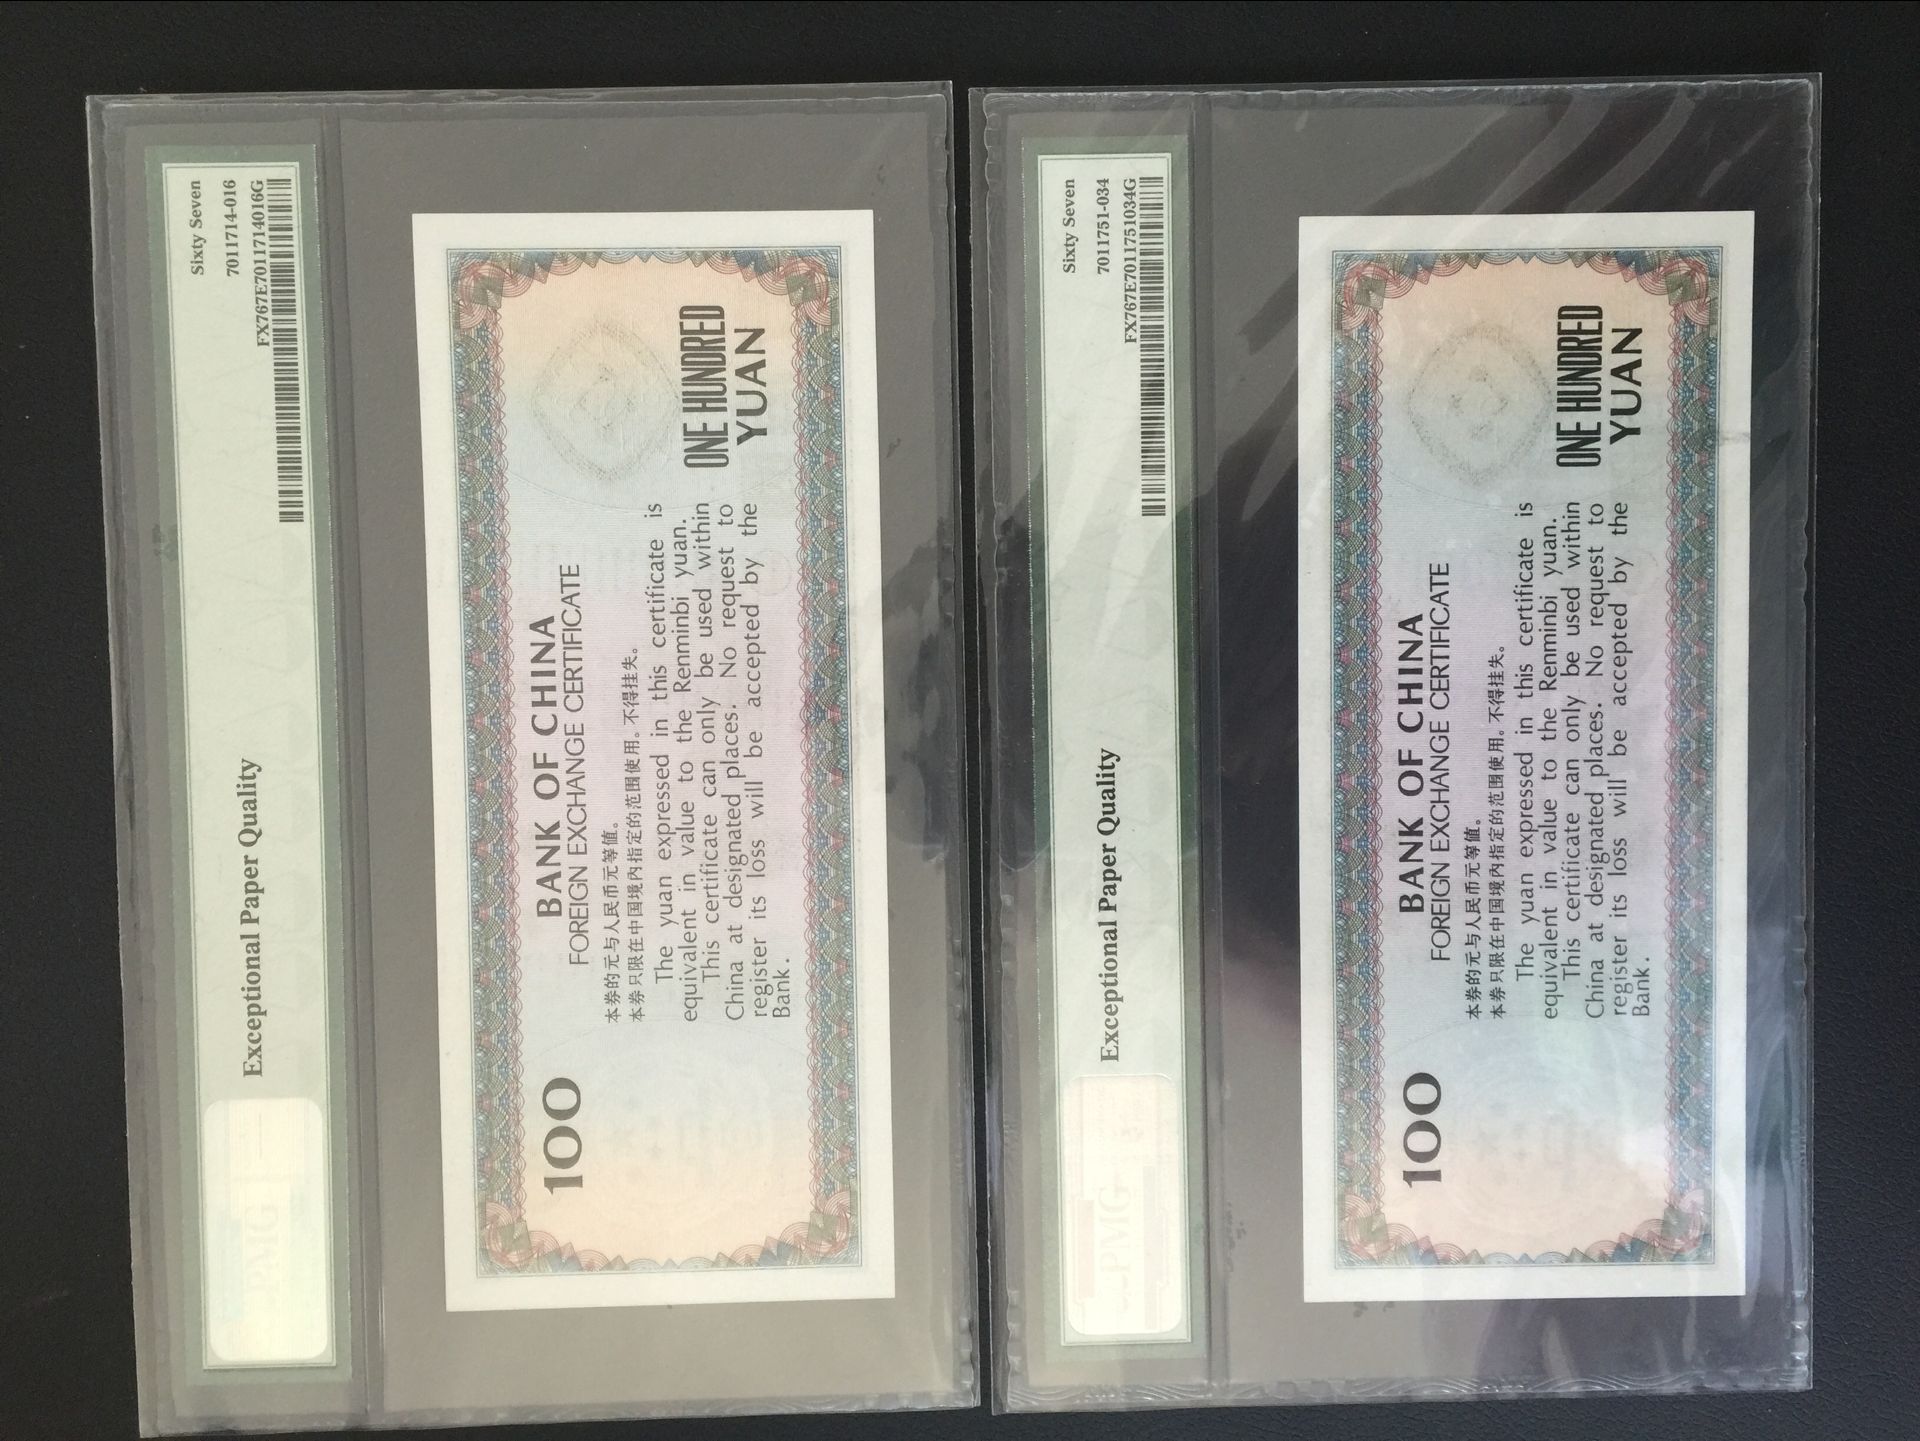 Sixty Seven
7011714-016
FX767E7011714016G
Exceptional Paper Quality
PMG
BANK OF CHINA
FOREIGN EXCHANGE CERTIFICATE
本券的元与人民币元等值。
本券只限在中国境内指定的范围使用。不得挂失。
The yuan expressed in this certificate is
equivalent in value to the Renminbi yuan.
This certificate can only be used within
China at designated places. No request to
register its loss will be accepted by the
Bank.
100
ONE HUNDRED
YUAN
Sixty Seven
7011751-034
FX767E7011751034G
Exceptional Paper Quality
PMG
BANK OF CHINA
FOREIGN EXCHANGE CERTIFICATE
本券的元与人民币元等值。
本券只限在中国境内指定的范围使用。不得挂失。
The yuan expressed in this certificate is
equivalent in value to the Renminbi yuan.
This certificate can only be used within
China at designated places. No request to
register its loss will be accepted by the
Bank.
100
ONE HUNDRED
YUAN